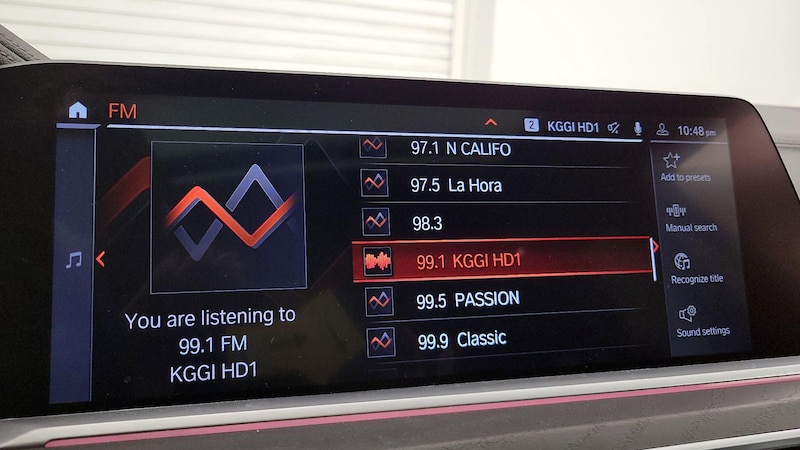 FM
2 KGGI HD1 10:48 pm
97.1 N CALIFO
97.5 La Hora
98.3
99.1 KGGI HD1
99.5 PASSION
99.9 Classic
You are listening to
99.1 FM
KGGI HD1
Add to presets
Manual search
Recognize title
Sound settings